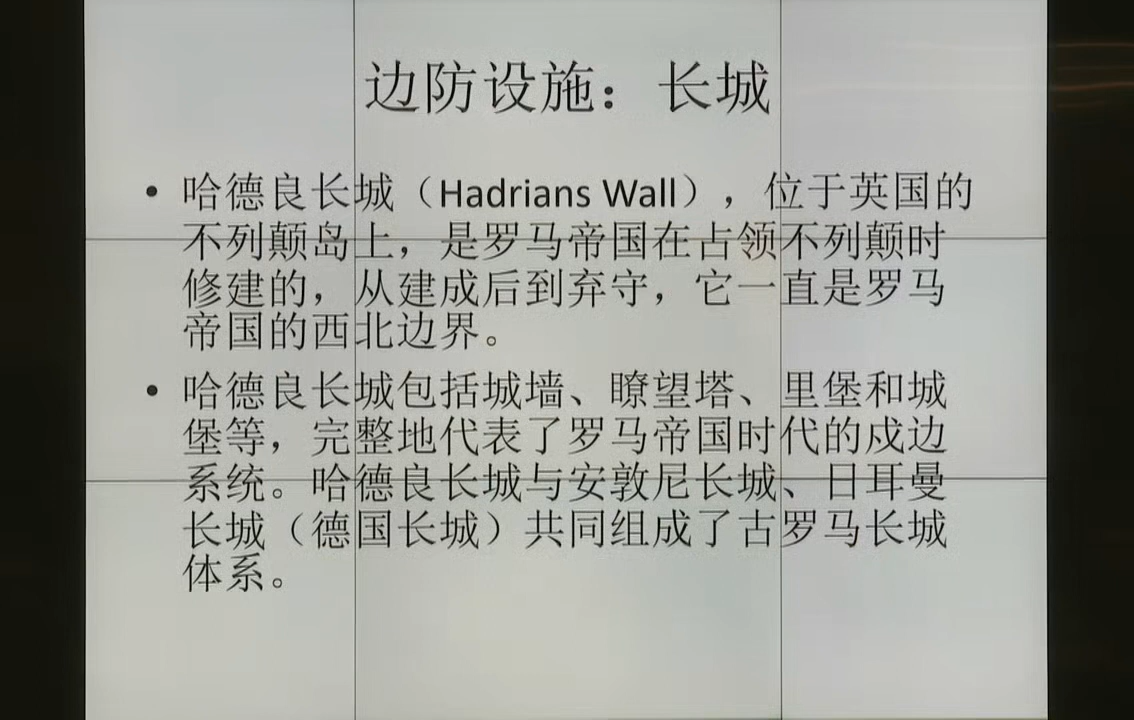 边防设施：长城
• 哈德良长城（Hadrians Wall），位于英国的
不列颠岛上，是罗马帝国在占领不列颠时
修建的，从建成后到弃守，它一直是罗马
帝国的西北边界。
• 哈德良长城包括城墙、瞭望塔、里堡和城
堡等，完整地代表了罗马帝国时代的戍边
系统。哈德良长城与安敦尼长城、日耳曼
长城（德国长城）共同组成了古罗马长城
体系。